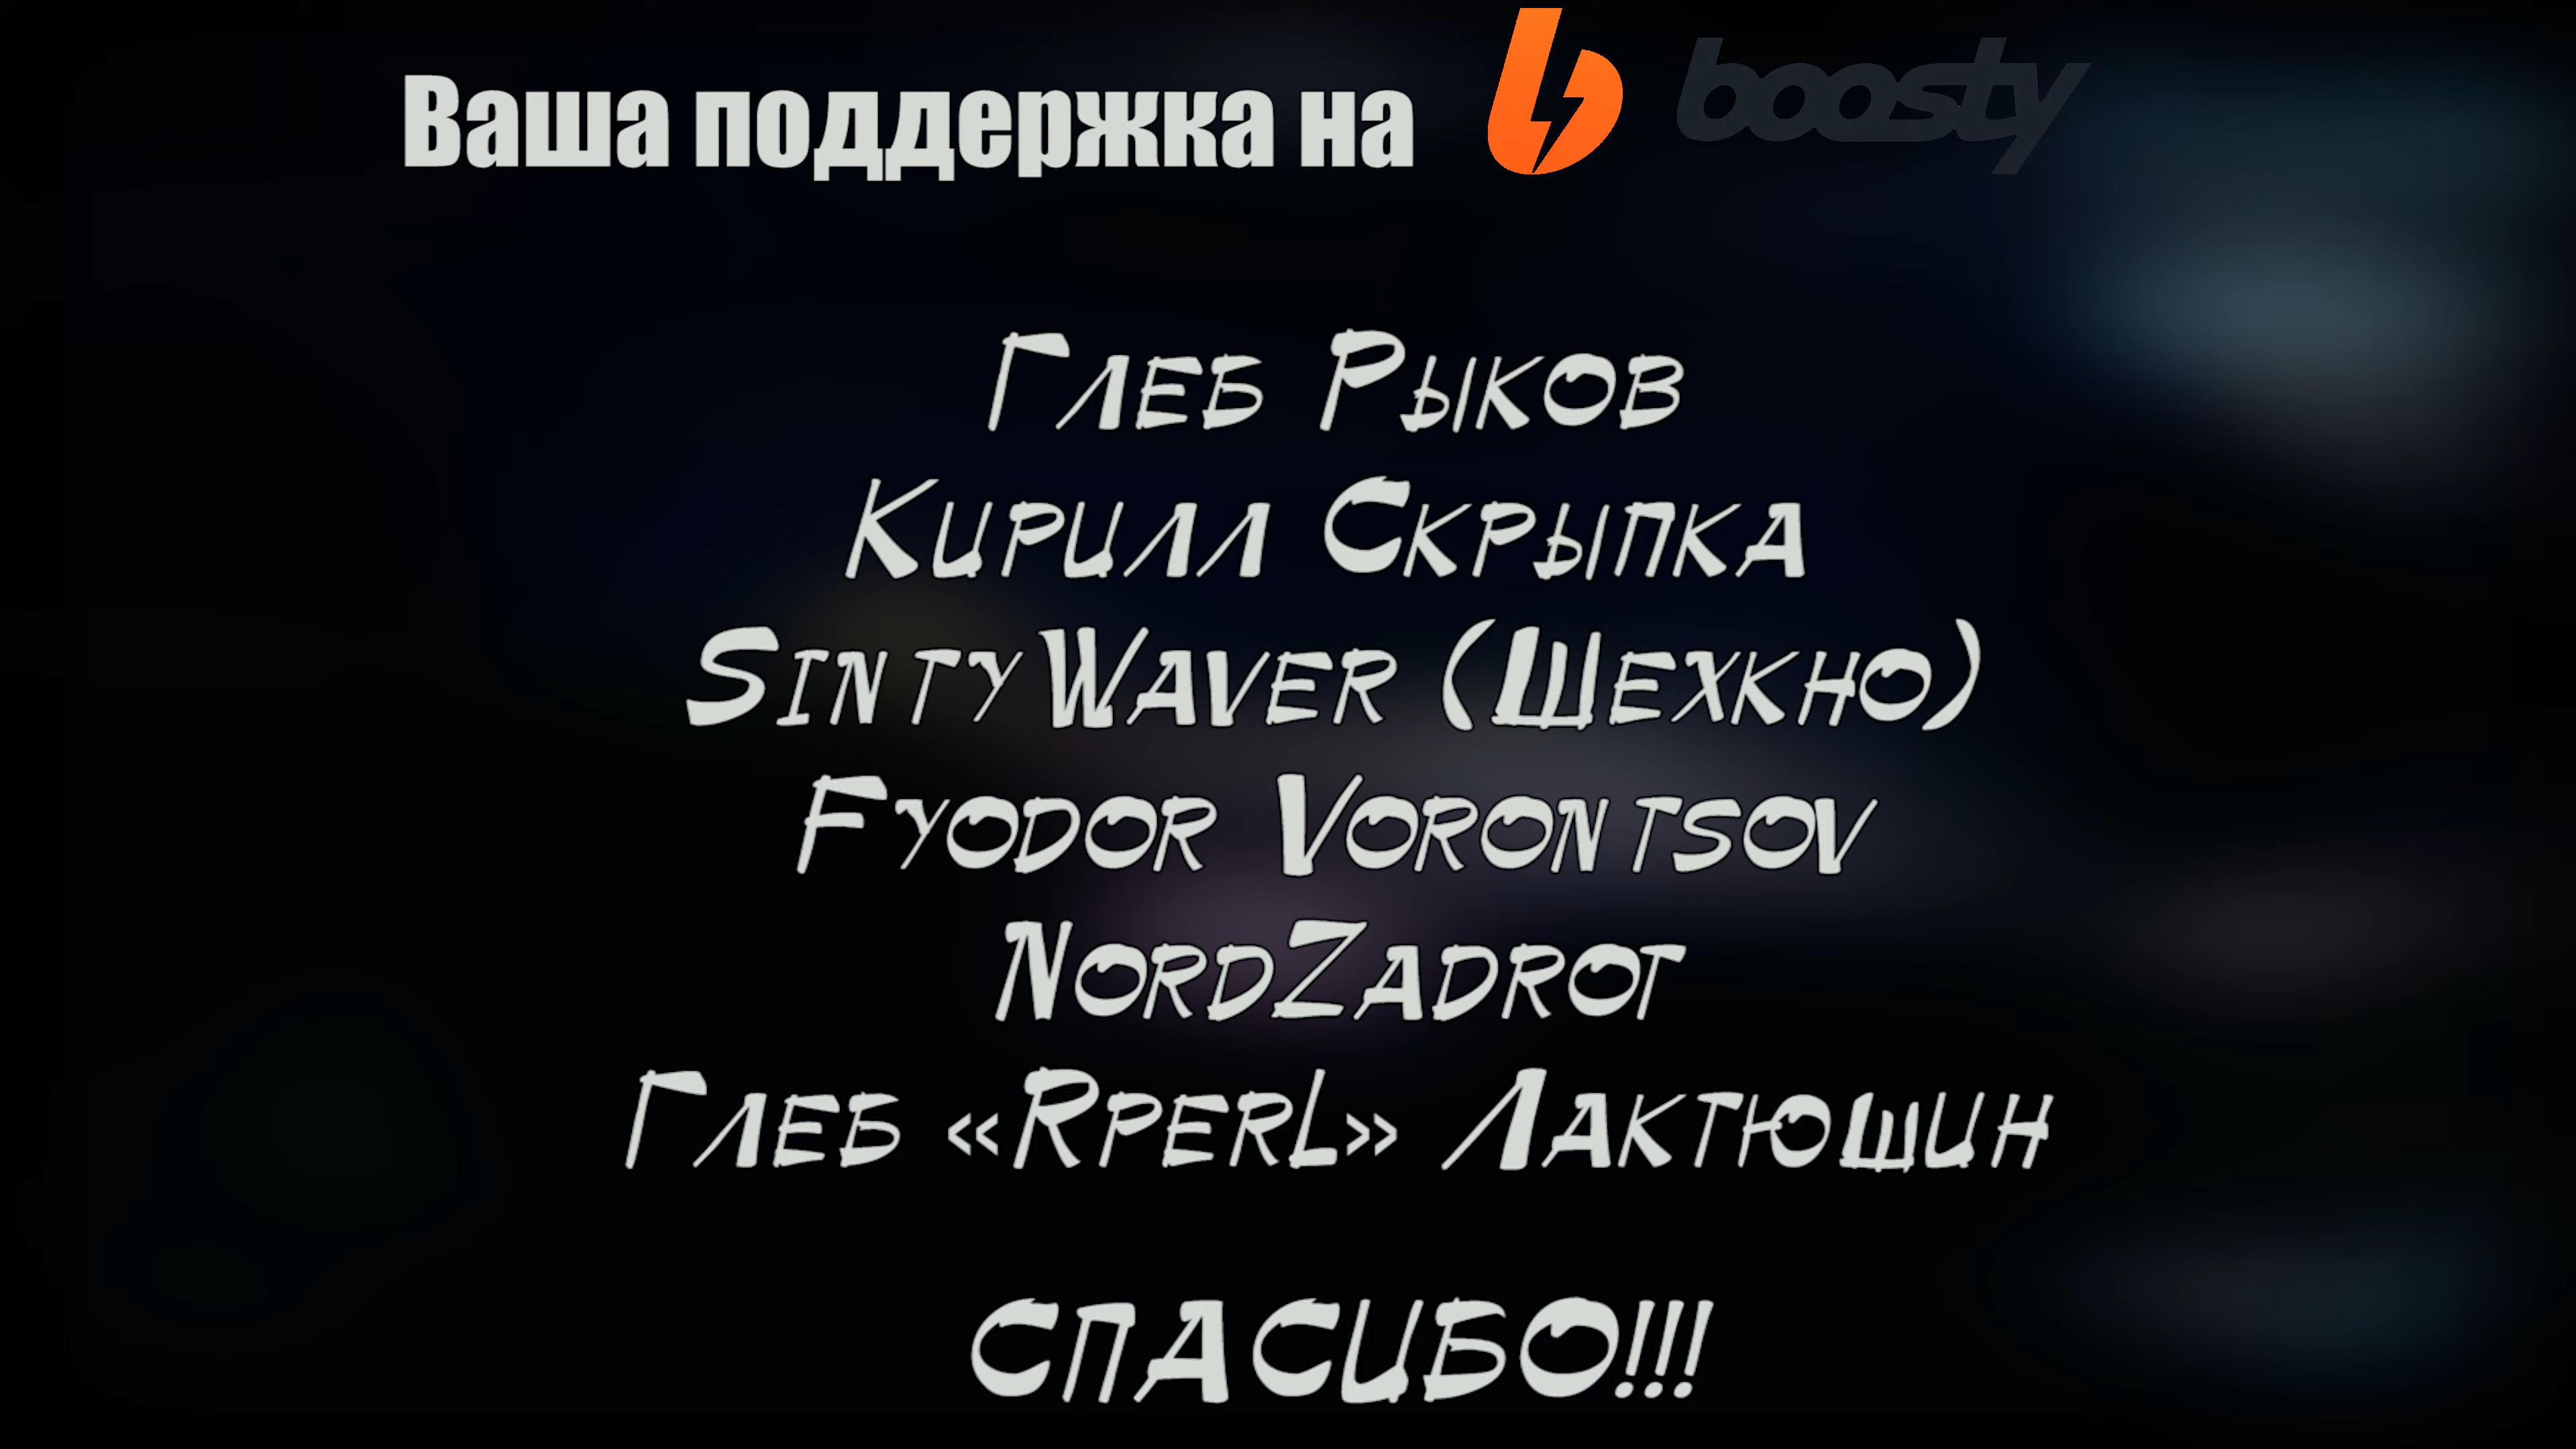 Ваша поддержка на boosty
Глеб Рыков
Кирилл Скрыпка
SintyWaver (Шехкно)
Fyodor Vorontsov
NordZadrot
Глеб «RperL» Лактюшин
СПАСИБО!!!